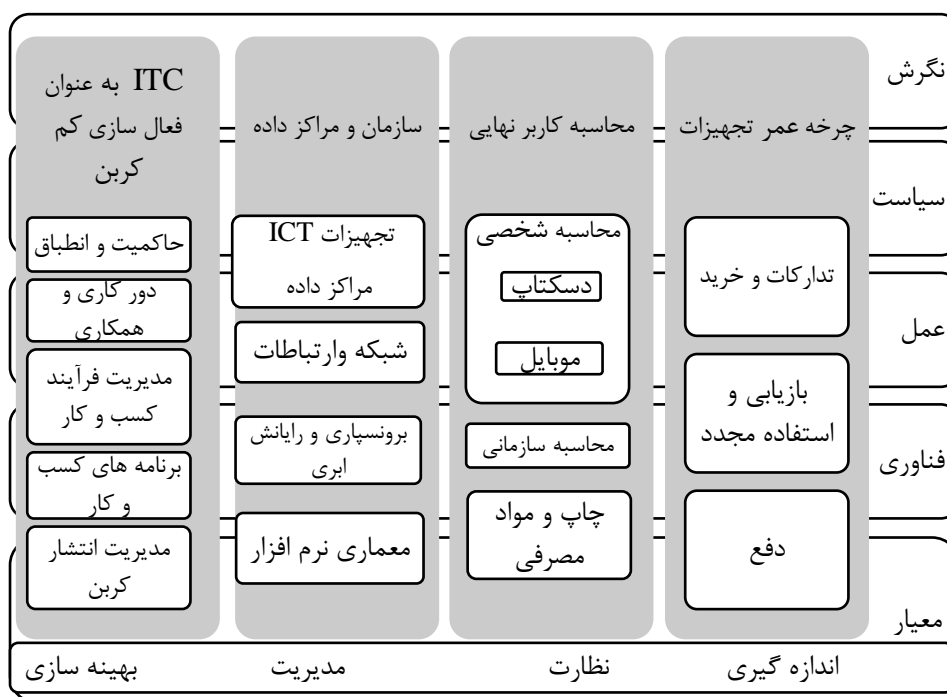 نگرش
سیاست
عمل
فناوری
معیار
چرخه عمر تجهیزات
تدارکات و خرید
بازیابی و
استفاده مجدد
دفع
محاسبه کاربر نهایی
محاسبه شخصی
دسکتاپ
موبایل
محاسبه سازمانی
چاپ و مواد
مصرفی
سازمان و مراکز داده
تجهیزات ICT
مراکز داده
شبکه وارتباطات
برونسپاری و رایانش
ابری
معماری نرم افزار
ITC به عنوان
فعال سازی کم
کربن
حاکمیت و انطباق
دور کاری و
همکاری
مدیریت فرآیند
کسب و کار
برنامه های کسب
و کار
مدیریت انتشار
کربن
اندازه گیری
نظارت
مدیریت
بهینه سازی